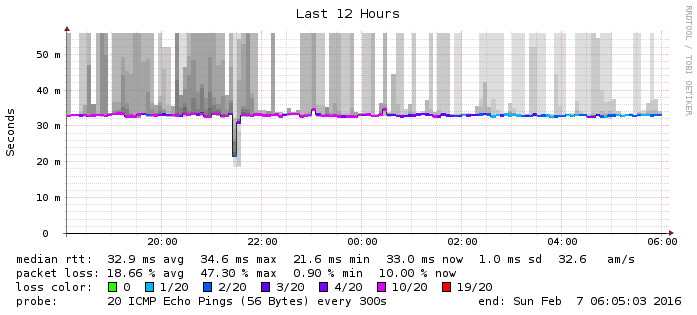 Last 12 Hours
RRDTOOL / TOBI OETIKER
Seconds
50 m
40 m
30 m
20 m
10 m
0
20:00 22:00 00:00 02:00 04:00 06:00
median rtt: 32.9 ms avg 34.6 ms max 21.6 ms min 33.0 ms now 1.0 ms sd 32.6 am/s
packet loss: 18.66 % avg 47.30 % max 0.90 % min 10.00 % now
loss color: 0 1/20 2/20 3/20 4/20 10/20 19/20
probe: 20 ICMP Echo Pings (56 Bytes) every 300s end: Sun Feb 7 06:05:03 2016